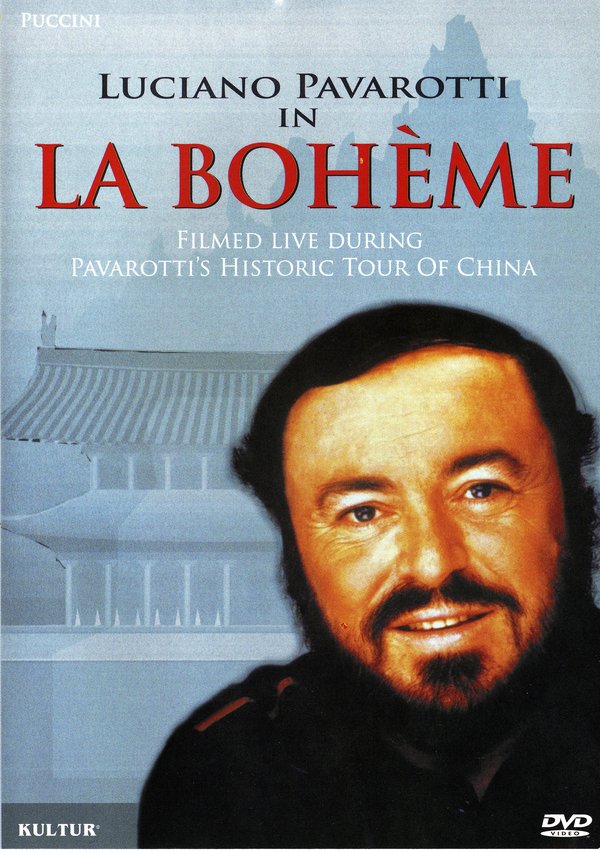 PUCCINI
LUCIANO PAVAROTTI
IN
LA BOHÈME
FILMED LIVE DURING
PAVAROTTI'S HISTORIC TOUR OF CHINA
KULTUR®
DVD
VIDEO